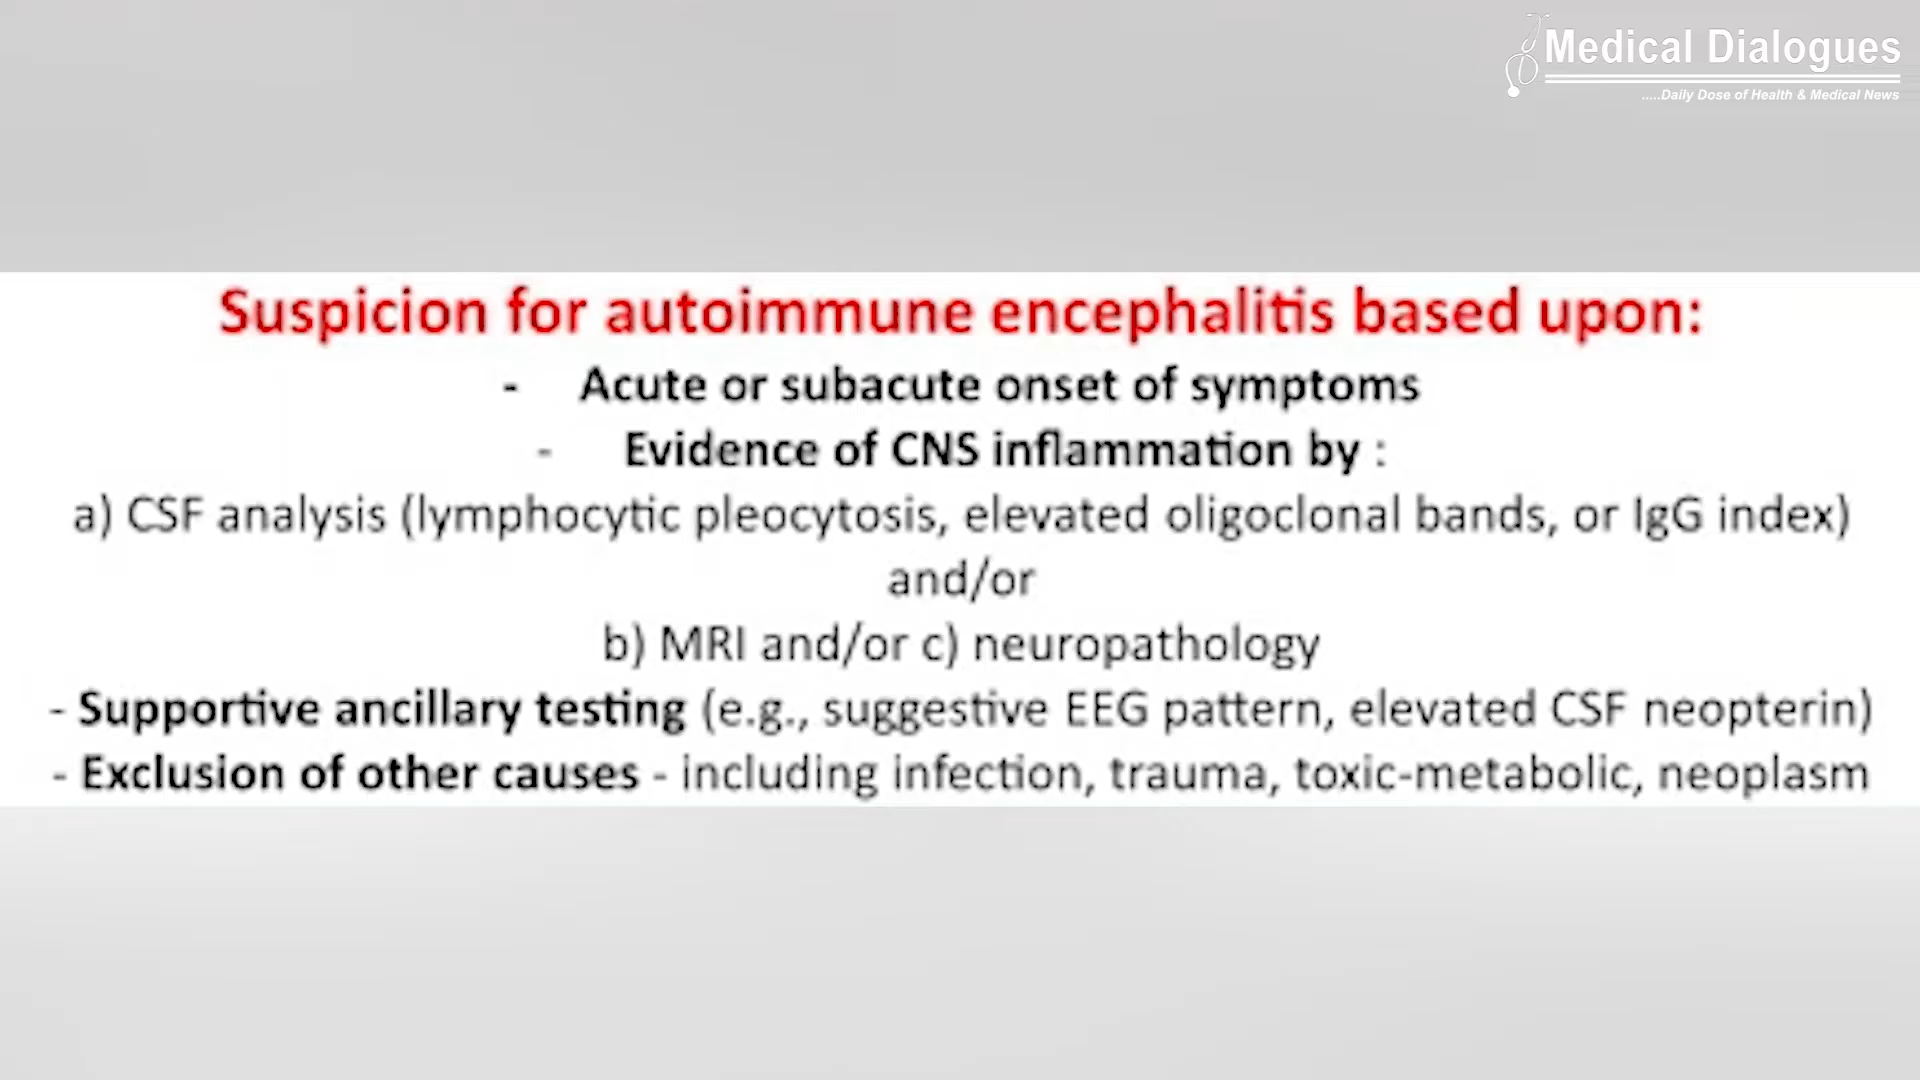 Medical Dialogues
.....Daily Dose of Health & Medical News
Suspicion for autoimmune encephalitis based upon:
- Acute or subacute onset of symptoms
- Evidence of CNS inflammation by :
a) CSF analysis (lymphocytic pleocytosis, elevated oligoclonal bands, or IgG index)
and/or
b) MRI and/or c) neuropathology
- Supportive ancillary testing (e.g., suggestive EEG pattern, elevated CSF neopterin)
- Exclusion of other causes - including infection, trauma, toxic-metabolic, neoplasm